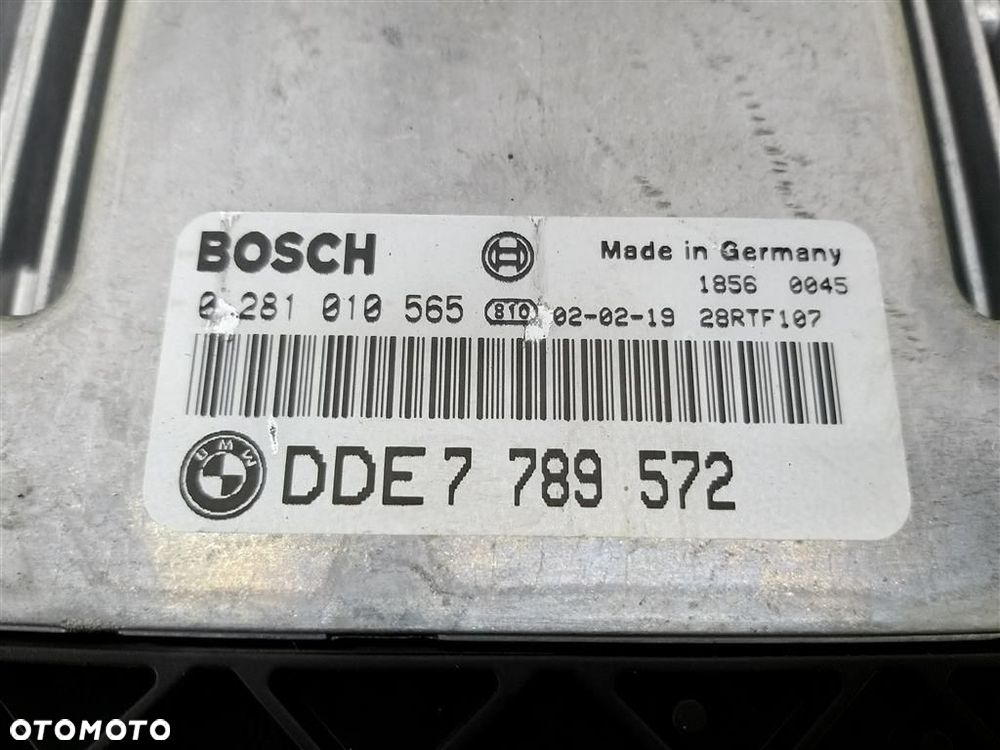 BOSCH
Made in Germany
1856 0045
0 281 010 565 810 02-02-19 28RTF107
BMW
DDE 7 789 572
OTOMOTO